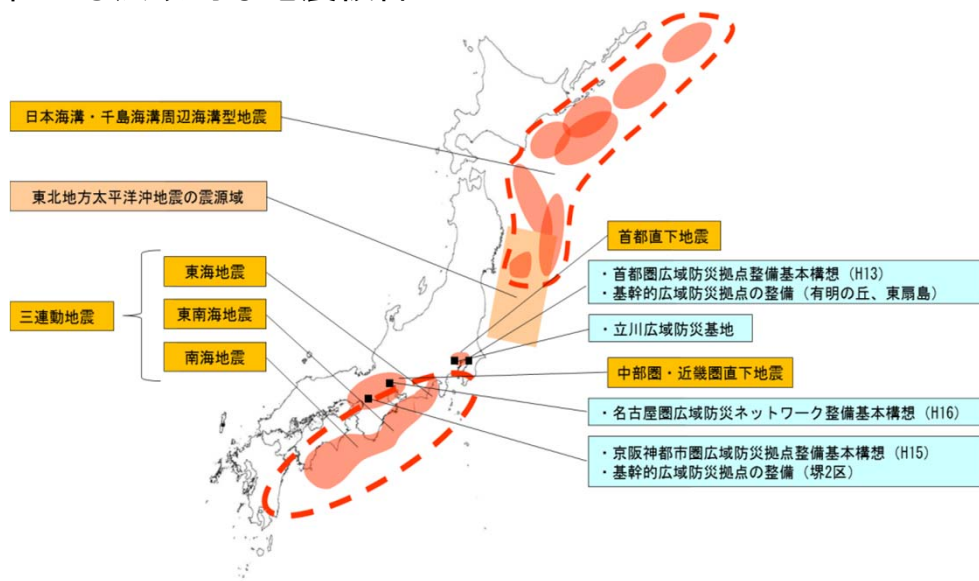 日本海溝・千島海溝周辺海溝型地震
東北地方太平洋沖地震の震源域
三連動地震
東海地震
東南海地震
南海地震
首都直下地震
・首都圏広域防災拠点整備基本構想（H13）
・基幹的広域防災拠点の整備（有明の丘、東扇島）
・立川広域防災基地
中部圏・近畿圏直下地震
・名古屋圏広域防災ネットワーク整備基本構想（H16）
・京阪神都市圏広域防災拠点整備基本構想（H15）
・基幹的広域防災拠点の整備（堺2区）